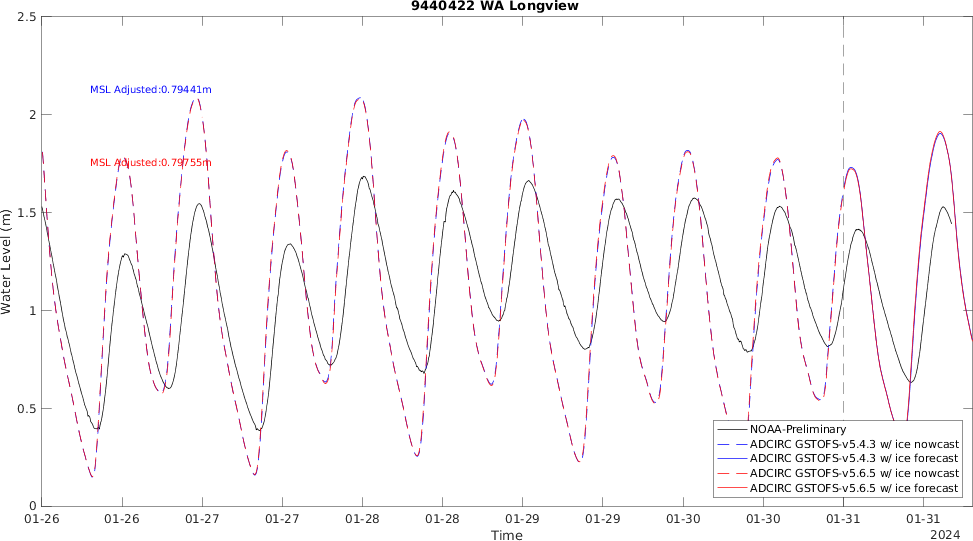 9440422 WA Longview
2.5
2
1.5
1
0.5
0
Water Level (m)
MSL Adjusted:0.79441m
MSL Adjusted:0.79755m
NOAA-Preliminary
ADCIRC GSTOFS-v5.4.3 w/ ice nowcast
ADCIRC GSTOFS-v5.4.3 w/ ice forecast
ADCIRC GSTOFS-v5.6.5 w/ ice nowcast
ADCIRC GSTOFS-v5.6.5 w/ ice forecast
01-26 01-26 01-27 01-27 01-28 01-28 01-29 01-29 01-30 01-30 01-31 01-31
2024
Time